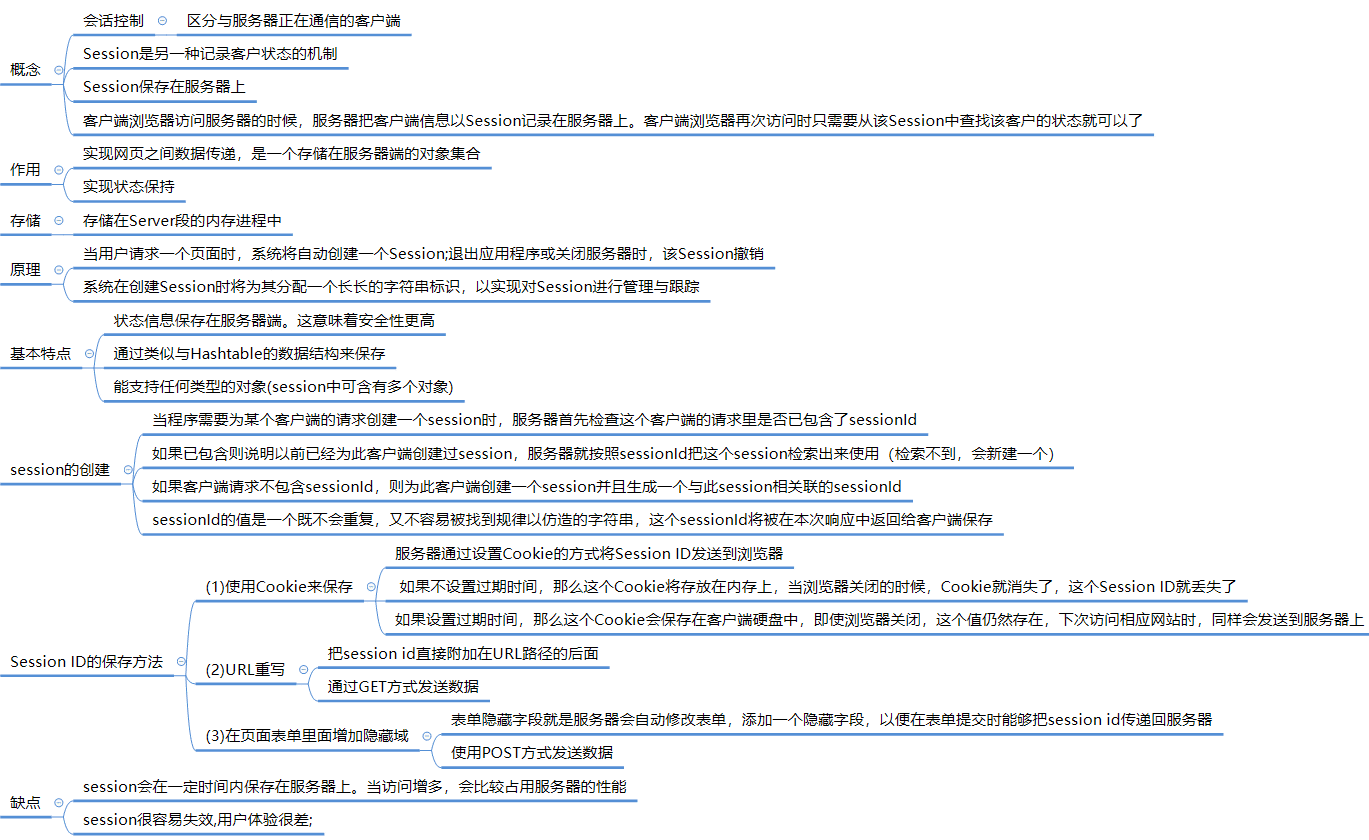 会话控制
区分与服务器正在通信的客户端
Session是另一种记录客户状态的机制
概念
Session保存在服务器上
客户端浏览器访问服务器的时候，服务器把客户端信息以Session记录在服务器上。客户端浏览器再次访问时只需要从该Session中查找该客户的状态就可以了
实现网页之间数据传递，是一个存储在服务器端的对象集合
作用
实现状态保持
存储
存储在Server段的内存进程中
当用户请求一个页面时，系统将自动创建一个Session;退出应用程序或关闭服务器时，该Session撤销
原理
系统在创建Session时将为其分配一个长长的字符串标识，以实现对Session进行管理与跟踪
状态信息保存在服务器端。这意味着安全性更高
基本特点
通过类似与Hashtable的数据结构来保存
能支持任何类型的对象(session中可含有多个对象)
当程序需要为某个客户端的请求创建一个session时，服务器首先检查这个客户端的请求里是否已包含了sessionId
如果已包含则说明以前已经为此客户端创建过session，服务器就按照sessionId把这个session检索出来使用（检索不到，会新建一个）
session的创建
如果客户端请求不包含sessionId，则为此客户端创建一个session并且生成一个与此session相关联的sessionId
sessionId的值是一个既不会重复，又不容易被找到规律以仿造的字符串，这个sessionId将被在本次响应中返回给客户端保存
服务器通过设置Cookie的方式将Session ID发送到浏览器
(1)使用Cookie来保存
如果不设置过期时间，那么这个Cookie将存放在内存上，当浏览器关闭的时候，Cookie就消失了，这个Session ID就丢失了
如果设置过期时间，那么这个Cookie会保存在客户端硬盘中，即使浏览器关闭，这个值仍然存在，下次访问相应网站时，同样会发送到服务器上
Session ID的保存方法
把session id直接附加在URL路径的后面
(2)URL重写
通过GET方式发送数据
表单隐藏字段就是服务器会自动修改表单，添加一个隐藏字段，以便在表单提交时能够把session id传递回服务器
(3)在页面表单里面增加隐藏域
使用POST方式发送数据
session会在一定时间内保存在服务器上。当访问增多，会比较占用服务器的性能
缺点
session很容易失效,用户体验很差;